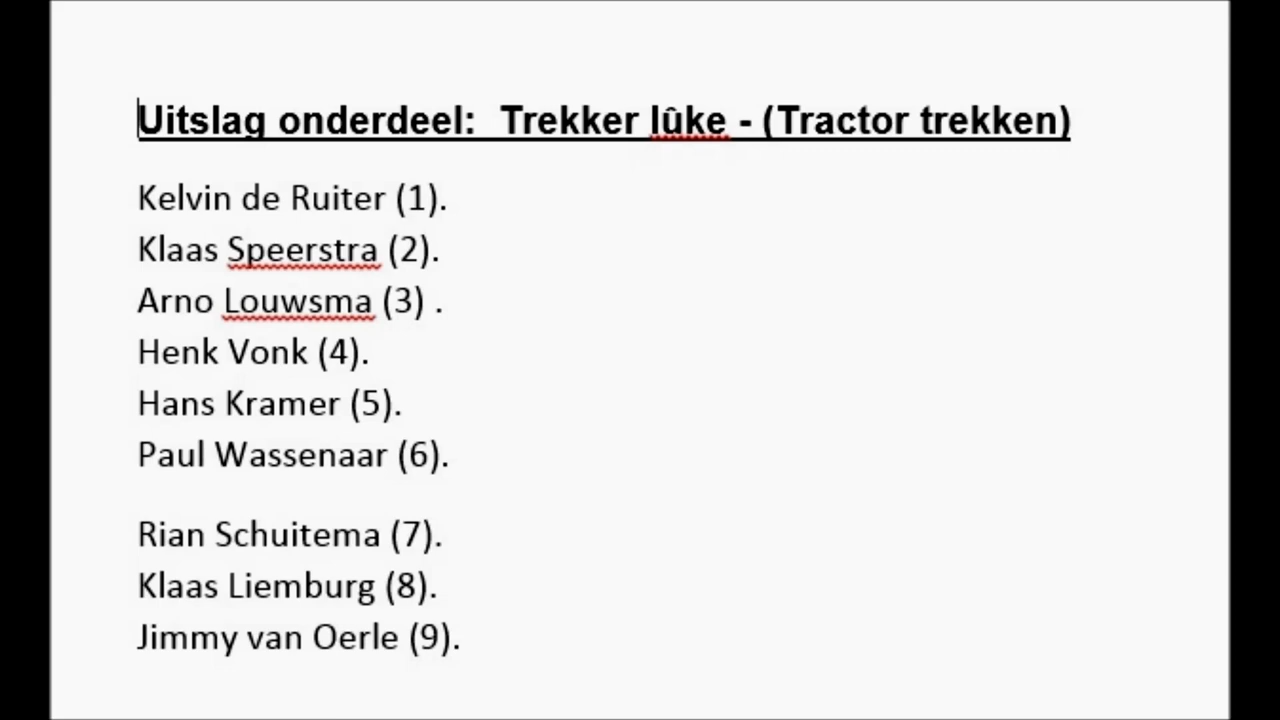 Uitslag onderdeel:  Trekker lûke - (Tractor trekken)
Kelvin de Ruiter (1).
Klaas Speerstra (2).
Arno Louwsma (3) .
Henk Vonk (4).
Hans Kramer (5).
Paul Wassenaar (6).
Rian Schuitema (7).
Klaas Liemburg (8).
Jimmy van Oerle (9).